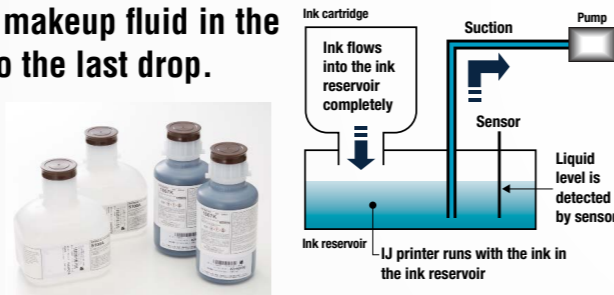 makeup fluid in the
o the last drop.
Ink cartridge
Ink flows
into the ink
reservoir
completely
Suction
Pump
Sensor
Liquid
level is
detected
by sensor
Ink reservoir
IJ printer runs with the ink in
the ink reservoir